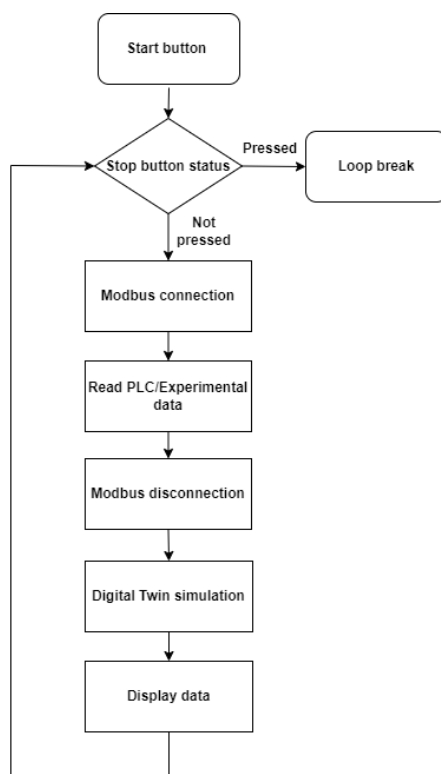 Start button
Stop button status
Pressed
Loop break
Not
pressed
Modbus connection
Read PLC/Experimental
data
Modbus disconnection
Digital Twin simulation
Display data